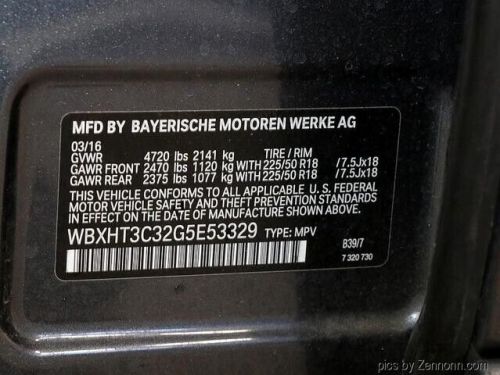 MFD BY BAYERISCHE MOTOREN WERKE AG
03/16
GVWR 4720 lbs 2141 kg TIRE / RIM
GAWR FRONT 2470 lbs 1120 kg WITH 225/50 R18 /7.5Jx18
GAWR REAR 2375 lbs 1077 kg WITH 225/50 R18 /7.5Jx18
THIS VEHICLE CONFORMS TO ALL APPLICABLE U.S. FEDERAL
MOTOR VEHICLE SAFETY AND THEFT PREVENTION STANDARDS
IN EFFECT ON THE DATE OF MANUFACTURE SHOWN ABOVE.
WBXHT3C32G5E53329 TYPE: MPV
B39/7
7 320 730
pics by Zennonn.com